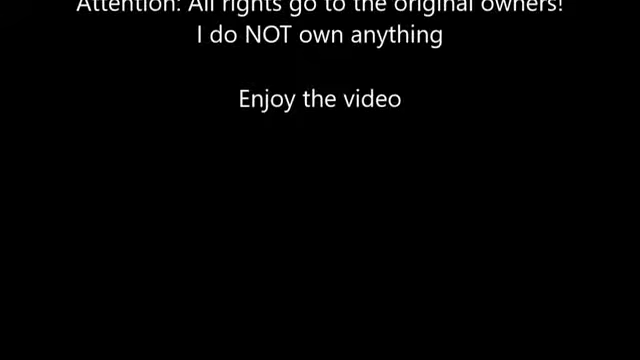 Attention: All rights go to the original owners!
I do NOT own anything
Enjoy the video